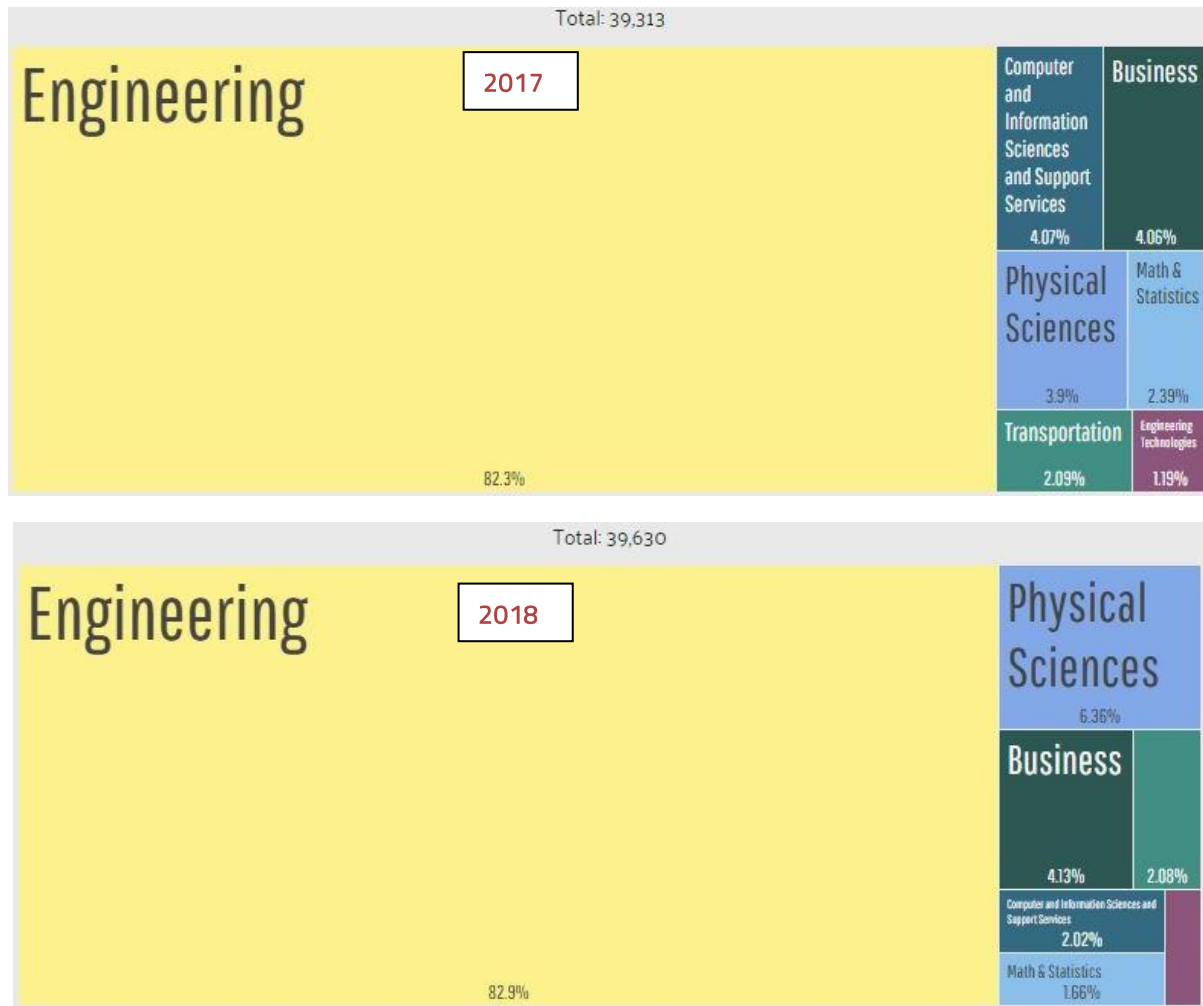 Total: 39,313
Engineering
2017
82.3%
Computer
and
Information
Sciences
and Support
Services
4.07%
Business
4.06%
Physical
Sciences
3.9%
Math &
Statistics
2.39%
Transportation
2.09%
Engineering
Technologies
1.19%
Total: 39,630
Engineering
2018
82.9%
Physical
Sciences
6.36%
Business
4.13%
2.08%
Computer and Information Sciences and
Support Services
2.02%
Math & Statistics
1.66%